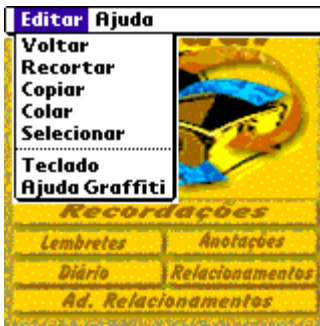 Editar Ajuda
Voltar
Recortar
Copiar
Colar
Selecionar
Teclado
Ajuda Graffiti
Recordações
Lembretes Anotações
Diário Relacionamentos
Ad. Relacionamentos